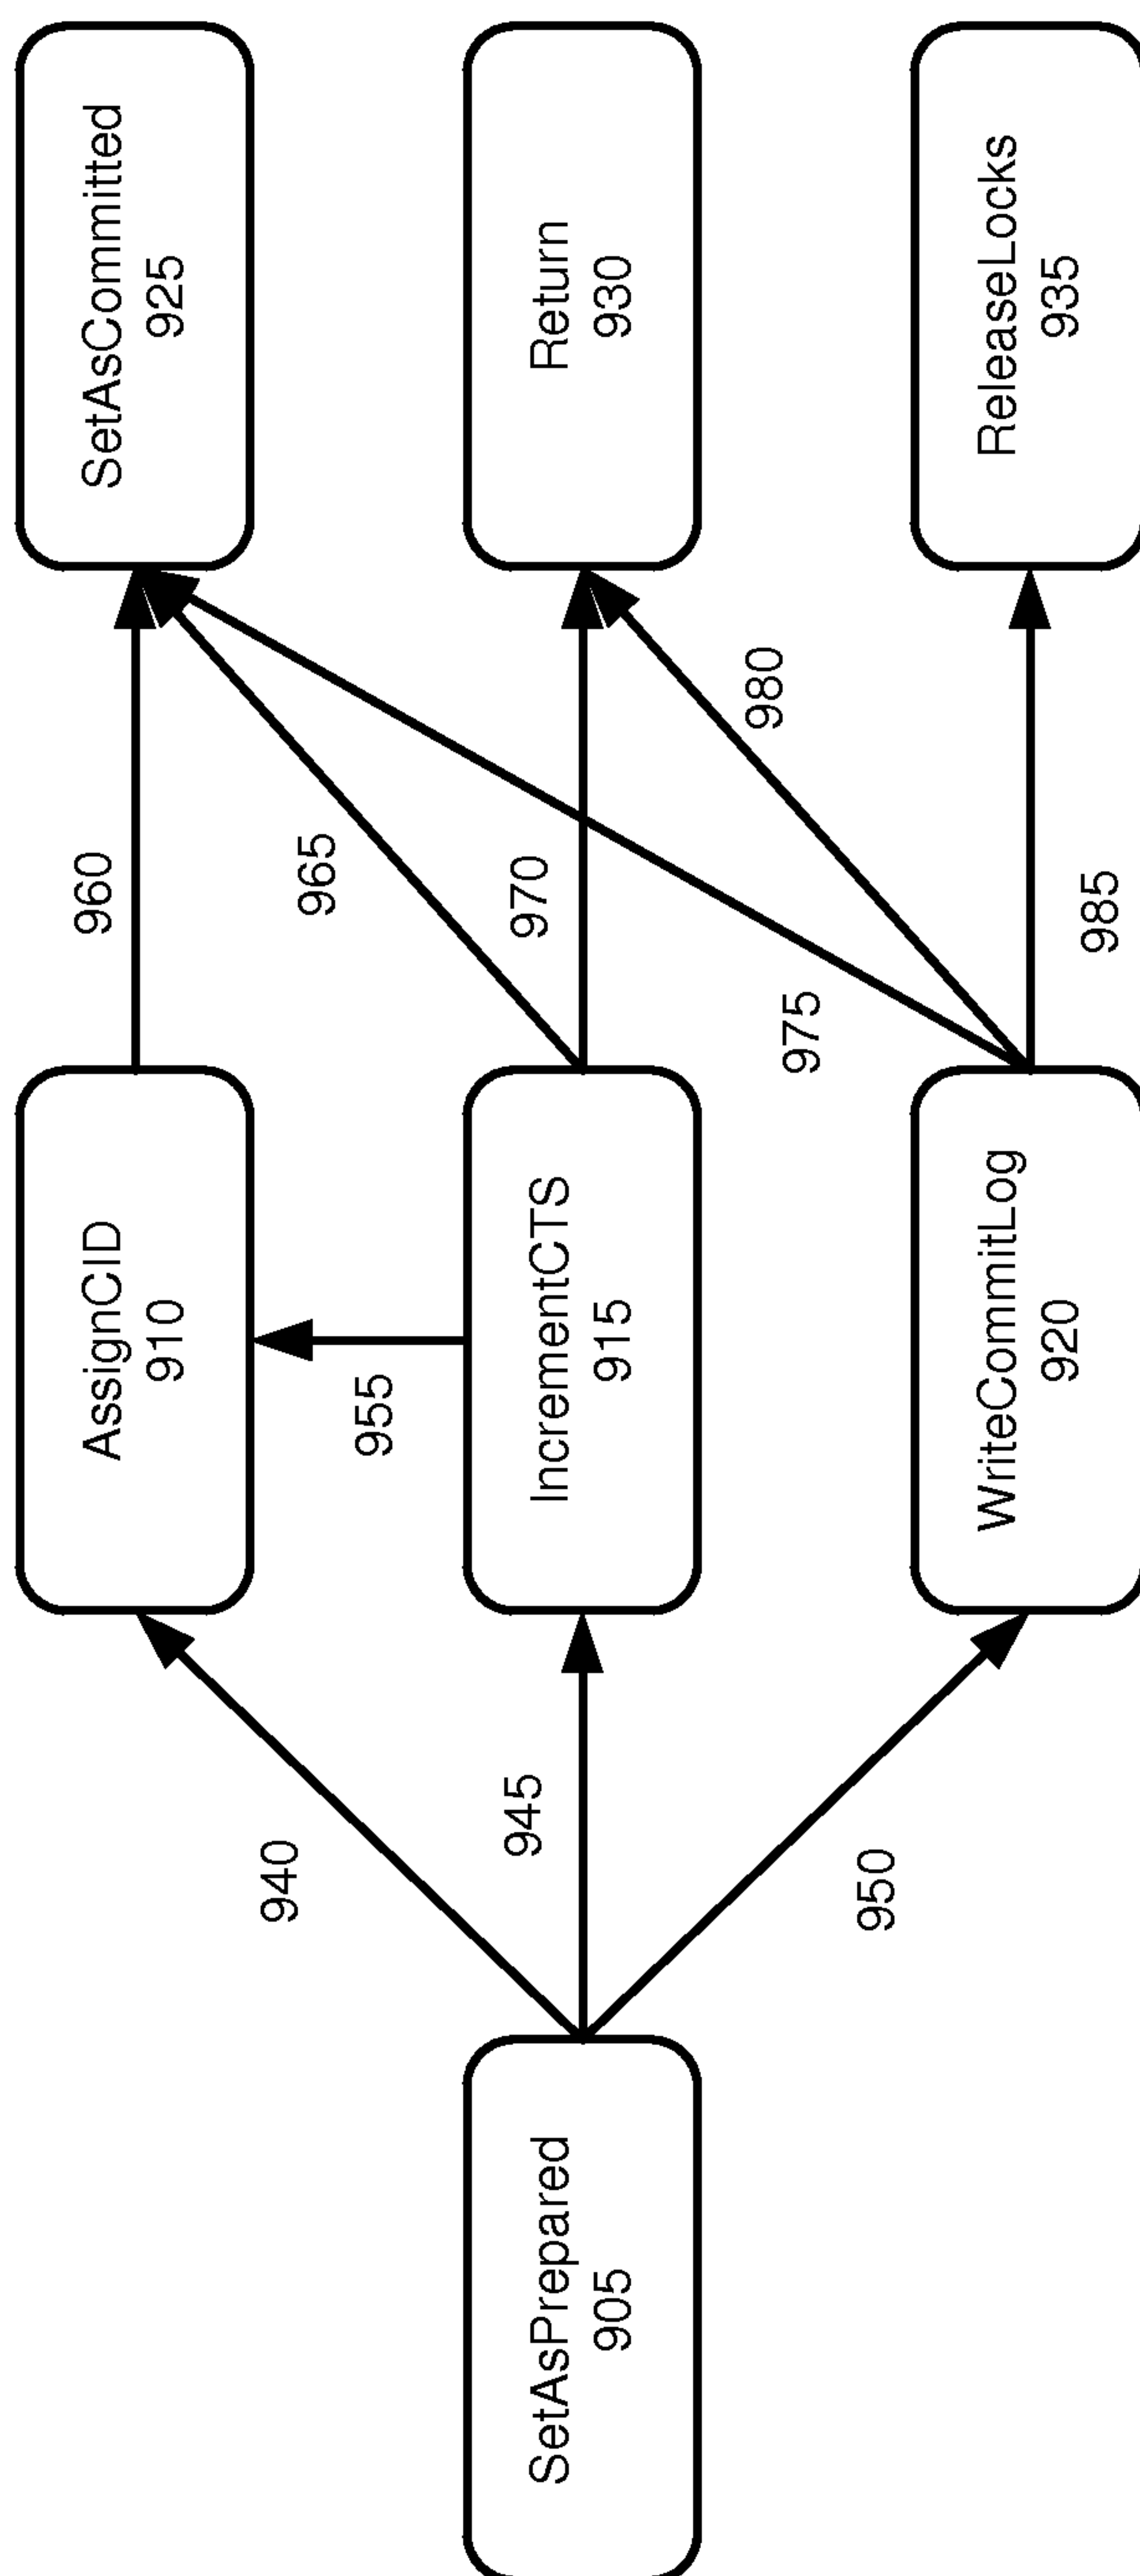 SetAsPrepared
905
940
945
950
AssignCID
910
955
IncrementCTS
915
WriteCommitLog
920
960
965
970
975
980
985
SetAsCommitted
925
Return
930
ReleaseLocks
935